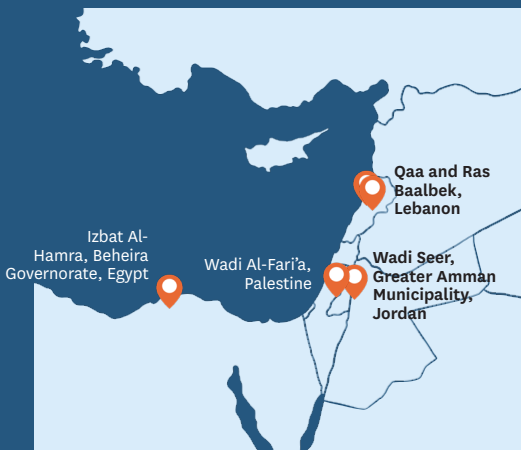 Qaa and Ras
Baalbek,
Lebanon
Izbat Al-
Hamra, Beheira
Governorate, Egypt
Wadi Al-Fari’a,
Palestine
Wadi Seer,
Greater Amman
Municipality,
Jordan